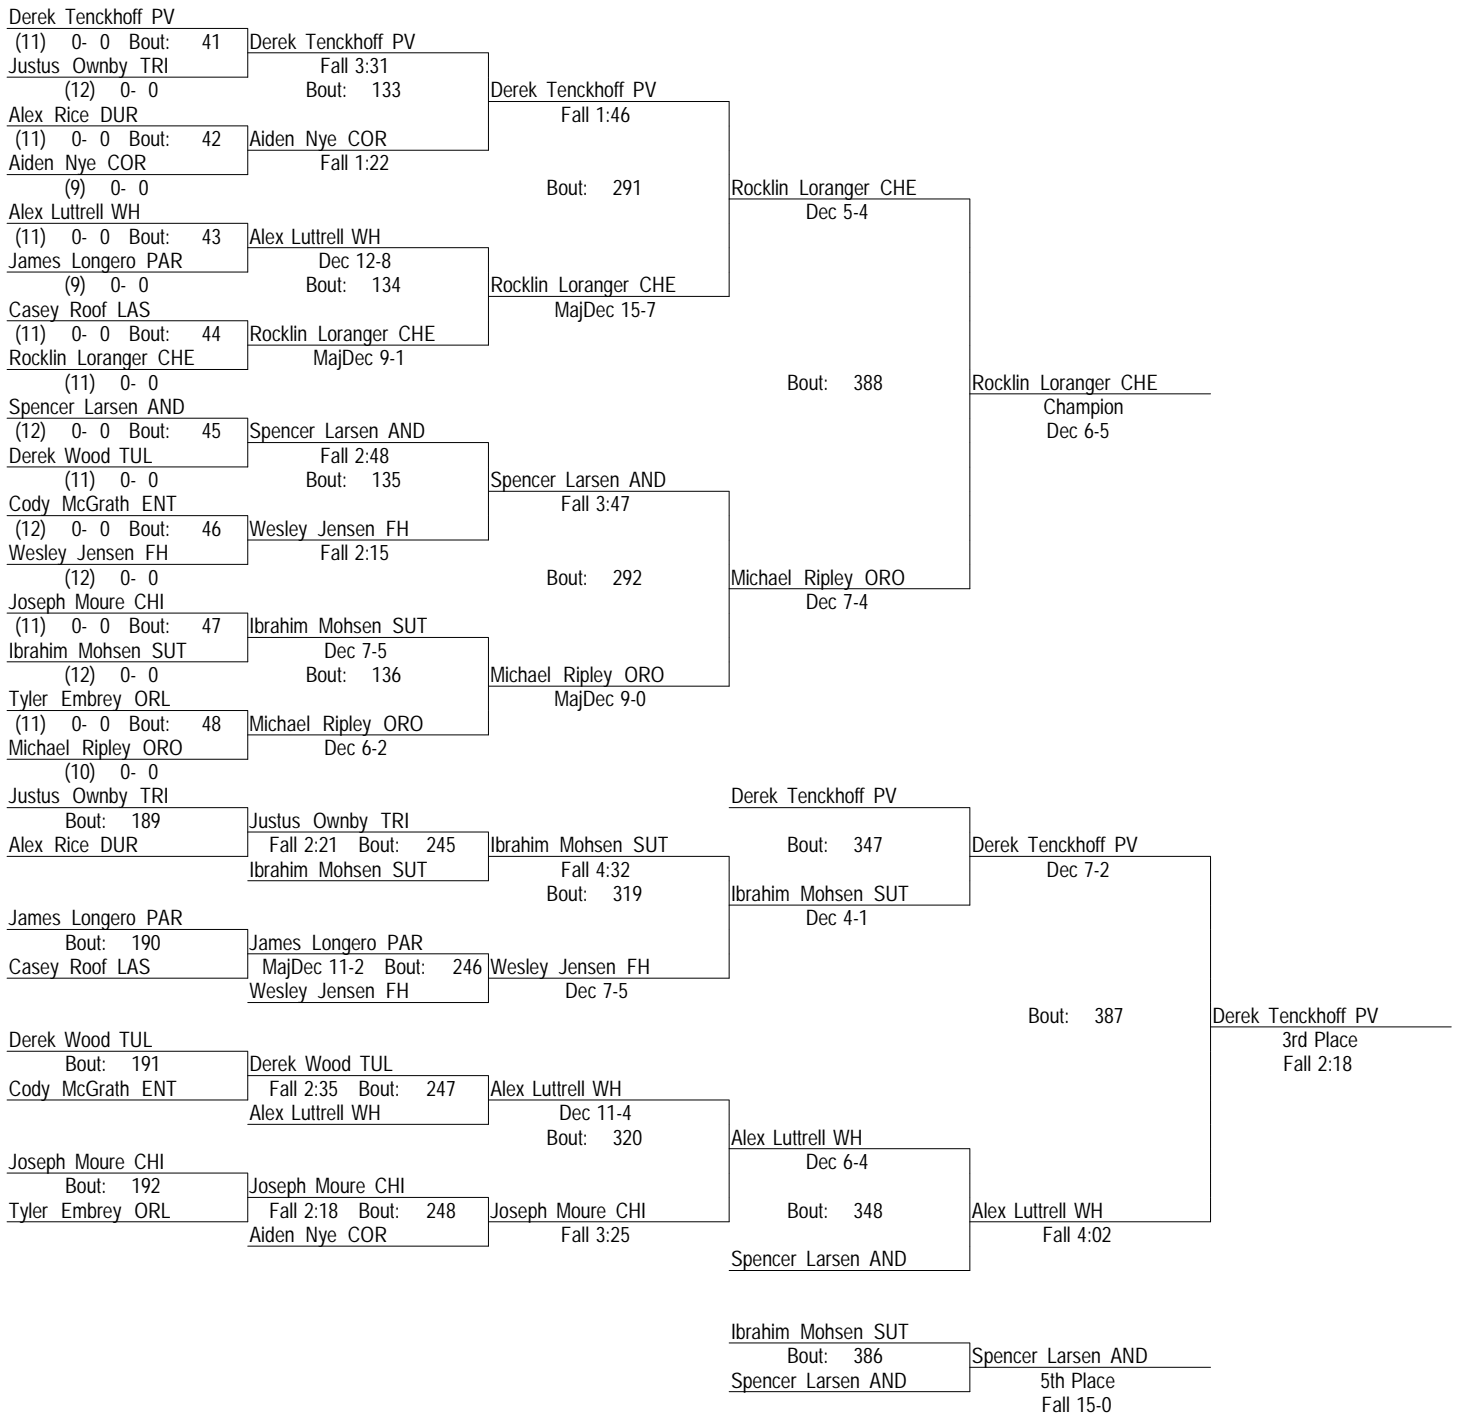 Derek Tenckhoff PV
(11) 0- 0 Bout: 41 Derek Tenckhoff PV
Justus Ownby TRI Fall 3:31
(12) 0- 0 Bout: 133 Derek Tenckhoff PV
Alex Rice DUR Fall 1:46
(11) 0- 0 Bout: 42 Aiden Nye COR
Aiden Nye COR Fall 1:22
(9) 0- 0 Bout: 291 Rocklin Loranger CHE
Alex Luttrell WH Dec 5-4
(11) 0- 0 Bout: 43 Alex Luttrell WH
James Longero PAR Dec 12-8
(9) 0- 0 Bout: 134 Rocklin Loranger CHE
Casey Roof LAS MajDec 15-7
(11) 0- 0 Bout: 44 Rocklin Loranger CHE
Rocklin Loranger CHE MajDec 9-1
(11) 0- 0 Bout: 388 Rocklin Loranger CHE
Spencer Larsen AND Champion
(12) 0- 0 Bout: 45 Spencer Larsen AND Dec 6-5
Derek Wood TUL Fall 2:48
(11) 0- 0 Bout: 135 Spencer Larsen AND
Cody McGrath ENT Fall 3:47
(12) 0- 0 Bout: 46 Wesley Jensen FH
Wesley Jensen FH Fall 2:15
(12) 0- 0 Bout: 292 Michael Ripley ORO
Joseph Moure CHI Dec 7-4
(11) 0- 0 Bout: 47 Ibrahim Mohsen SUT
Ibrahim Mohsen SUT Dec 7-5
(12) 0- 0 Bout: 136 Michael Ripley ORO
Tyler Embrey ORL MajDec 9-0
(11) 0- 0 Bout: 48 Michael Ripley ORO
Michael Ripley ORO Dec 6-2
(10) 0- 0
Justus Ownby TRI Derek Tenckhoff PV
Bout: 189 Justus Ownby TRI
Alex Rice DUR Fall 2:21 Bout: 245 Ibrahim Mohsen SUT Bout: 347 Derek Tenckhoff PV
Ibrahim Mohsen SUT Fall 4:32 Dec 7-2
Bout: 319 Ibrahim Mohsen SUT
James Longero PAR Dec 4-1
Bout: 190 James Longero PAR
Casey Roof LAS MajDec 11-2 Bout: 246 Wesley Jensen FH
Wesley Jensen FH Dec 7-5
Bout: 387 Derek Tenckhoff PV
Derek Wood TUL 3rd Place
Bout: 191 Derek Wood TUL Fall 2:18
Cody McGrath ENT Fall 2:35 Bout: 247 Alex Luttrell WH
Alex Luttrell WH Dec 11-4
Bout: 320 Alex Luttrell WH
Joseph Moure CHI Dec 6-4
Bout: 192 Joseph Moure CHI
Tyler Embrey ORL Fall 2:18 Bout: 248 Joseph Moure CHI Bout: 348 Alex Luttrell WH
Aiden Nye COR Fall 3:25 Fall 4:02
Spencer Larsen AND
Ibrahim Mohsen SUT
Bout: 386 Spencer Larsen AND
Spencer Larsen AND 5th Place
Fall 15-0